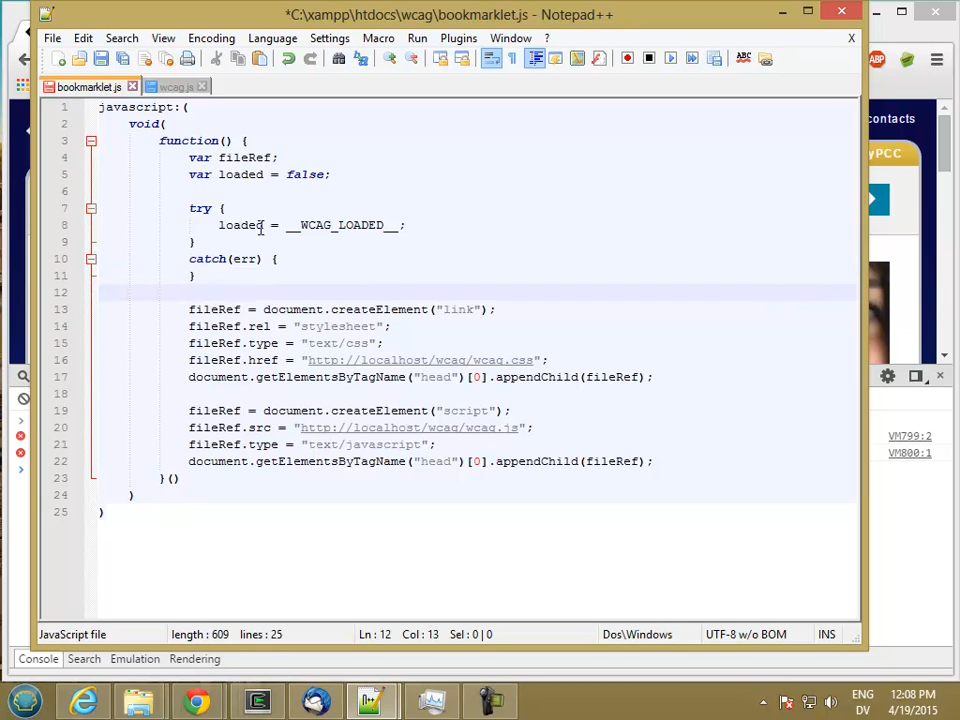 *C:\xampp\htdocs\wcag\bookmarklet.js - Notepad++
File Edit Search View Encoding Language Settings Macro Run Plugins Window ? X
bookmarklet.js wcag.js
contacts
yPCC
ABP
1 javascript:(
2 void(
3 function() {
4 var fileRef;
5 var loaded = false;
6
7 try {
8 loaded = __WCAG_LOADED__;
9 }
10 catch(err) {
11 }
12
13 fileRef = document.createElement("link");
14 fileRef.rel = "stylesheet";
15 fileRef.type = "text/css";
16 fileRef.href = "http://localhost/wcag/wcag.css";
17 document.getElementsByTagName("head")[0].appendChild(fileRef);
18
19 fileRef = document.createElement("script");
20 fileRef.src = "http://localhost/wcag/wcag.js";
21 fileRef.type = "text/javascript";
22 document.getElementsByTagName("head")[0].appendChild(fileRef);
23 }()
24 )
25 )
VM799:2
VM800:1
JavaScript file length : 609 lines : 25 Ln : 12 Col : 13 Sel : 0 | 0 Dos\Windows UTF-8 w/o BOM INS
Console Search Emulation Rendering
ENG 12:08 PM
DV 4/19/2015